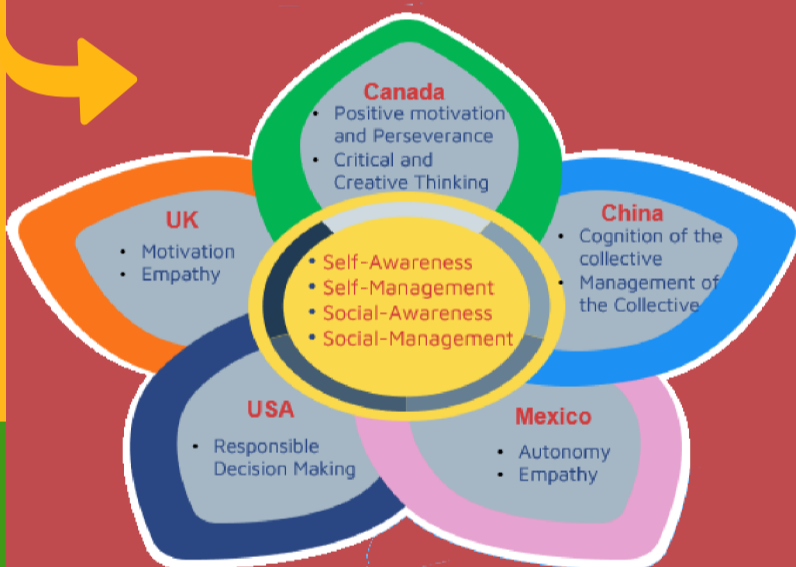 Canada
• Positive motivation
and Perseverance
• Critical and
Creative Thinking
UK
• Motivation
• Empathy
China
• Cognition of the
collective
• Management of
the Collective
• Self-Awareness
• Self-Management
• Social-Awareness
• Social-Management
USA
• Responsible
Decision Making
Mexico
• Autonomy
• Empathy